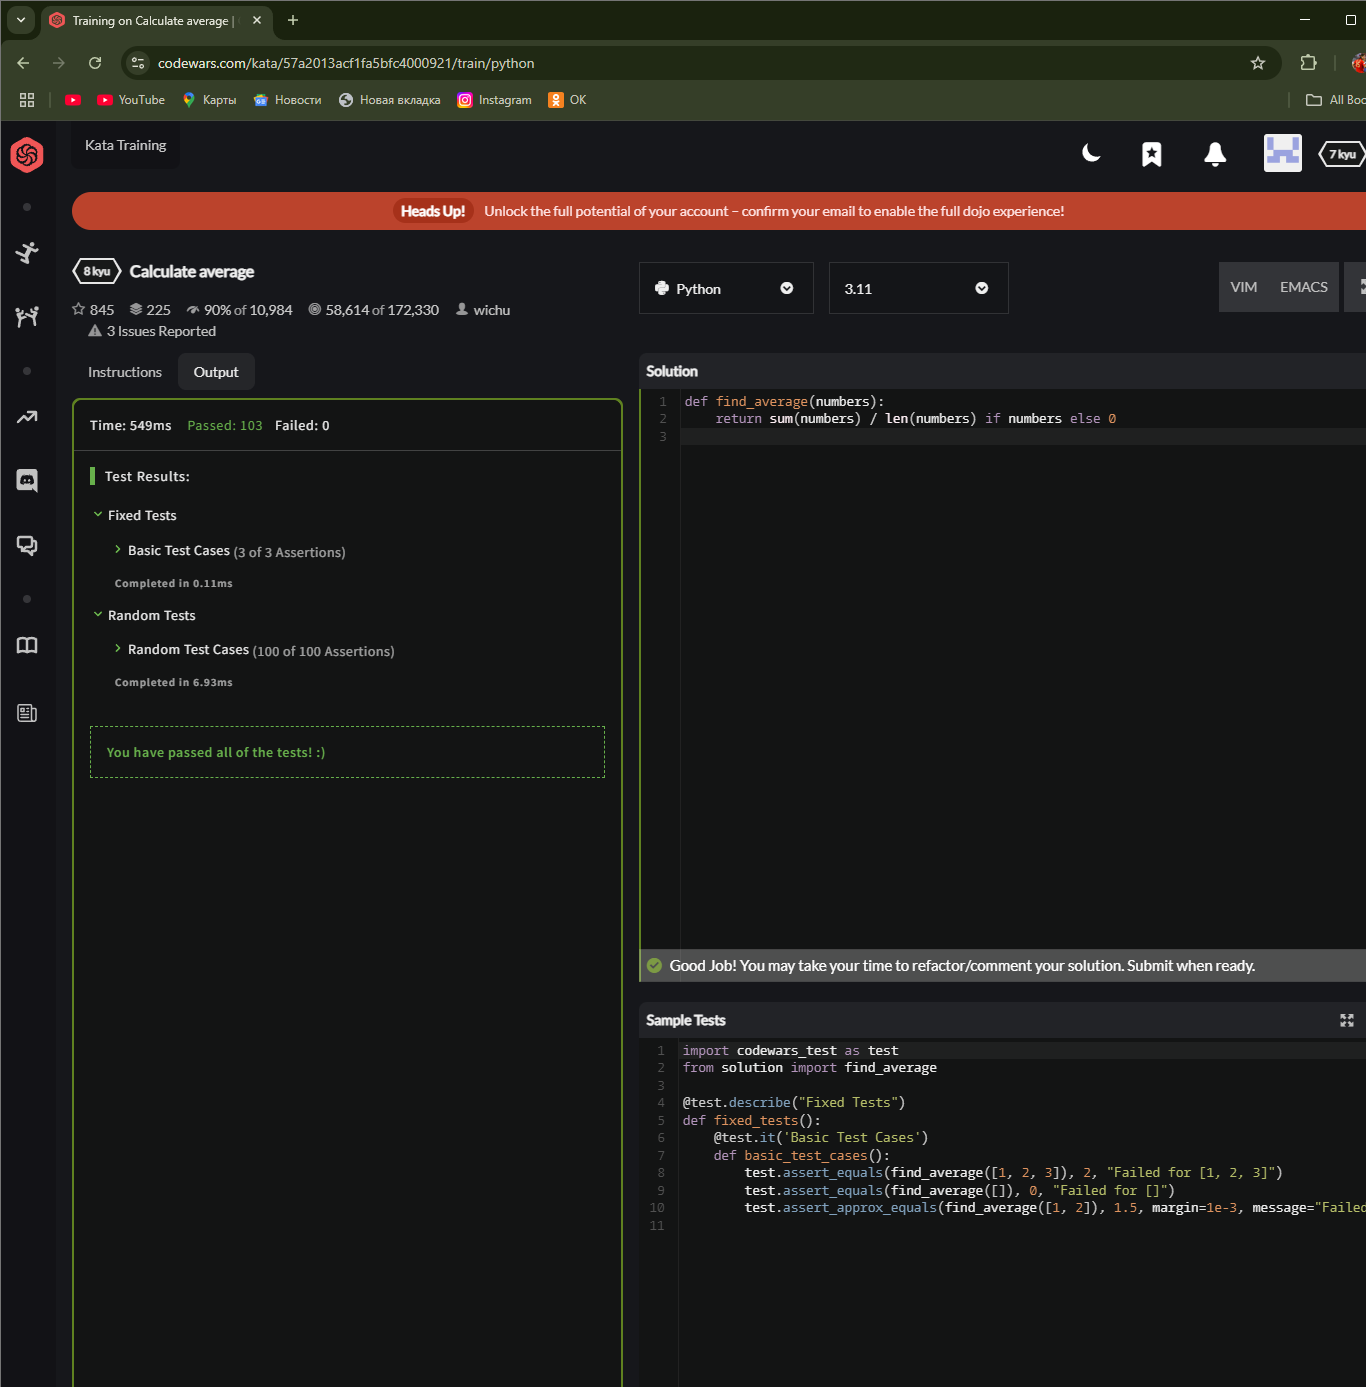 Training on Calculate average |
codewars.com/kata/57a2013acf1fa5bfc4000921/train/python
YouTube
Карты
Новости
Новая вкладка
Instagram
OK
All Boo
Kata Training
7 kyu
Heads Up! Unlock the full potential of your account – confirm your email to enable the full dojo experience!
8 kyu Calculate average
845 225 90% of 10,984 58,614 of 172,330 wichu
3 Issues Reported
Python
3.11
VIM EMACS
Instructions Output
Time: 549ms Passed: 103 Failed: 0
Test Results:
Fixed Tests
Basic Test Cases (3 of 3 Assertions)
Completed in 0.11ms
Random Tests
Random Test Cases (100 of 100 Assertions)
Completed in 6.93ms
You have passed all of the tests! :)
Solution
1 def find_average(numbers):
2     return sum(numbers) / len(numbers) if numbers else 0
3
Good Job! You may take your time to refactor/comment your solution. Submit when ready.
Sample Tests
1 import codewars_test as test
2 from solution import find_average
3
4 @test.describe("Fixed Tests")
5 def fixed_tests():
6     @test.it('Basic Test Cases')
7     def basic_test_cases():
8         test.assert_equals(find_average([1, 2, 3]), 2, "Failed for [1, 2, 3]")
9         test.assert_equals(find_average([]), 0, "Failed for []")
10         test.assert_approx_equals(find_average([1, 2]), 1.5, margin=1e-3, message="Failed
11